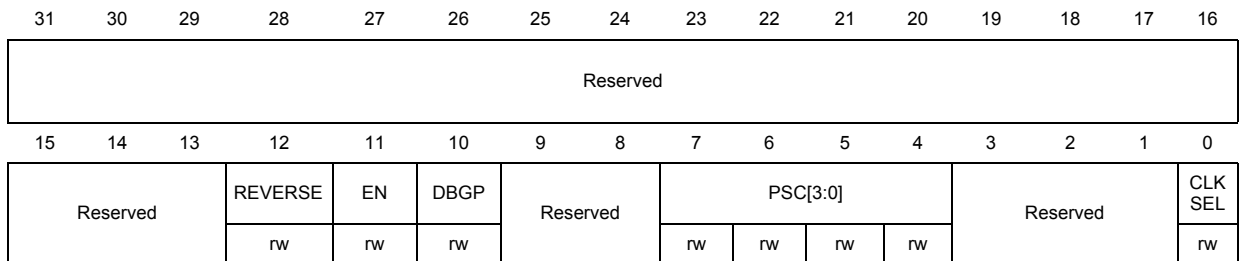 31 30 29 28 27 26 25 24 23 22 21 20 19 18 17 16
Reserved
15 14 13 12 11 10 9 8 7 6 5 4 3 2 1 0
Reserved REVERSE EN DBGP Reserved PSC[3:0] Reserved CLK SEL
rw rw rw rw rw rw rw rw